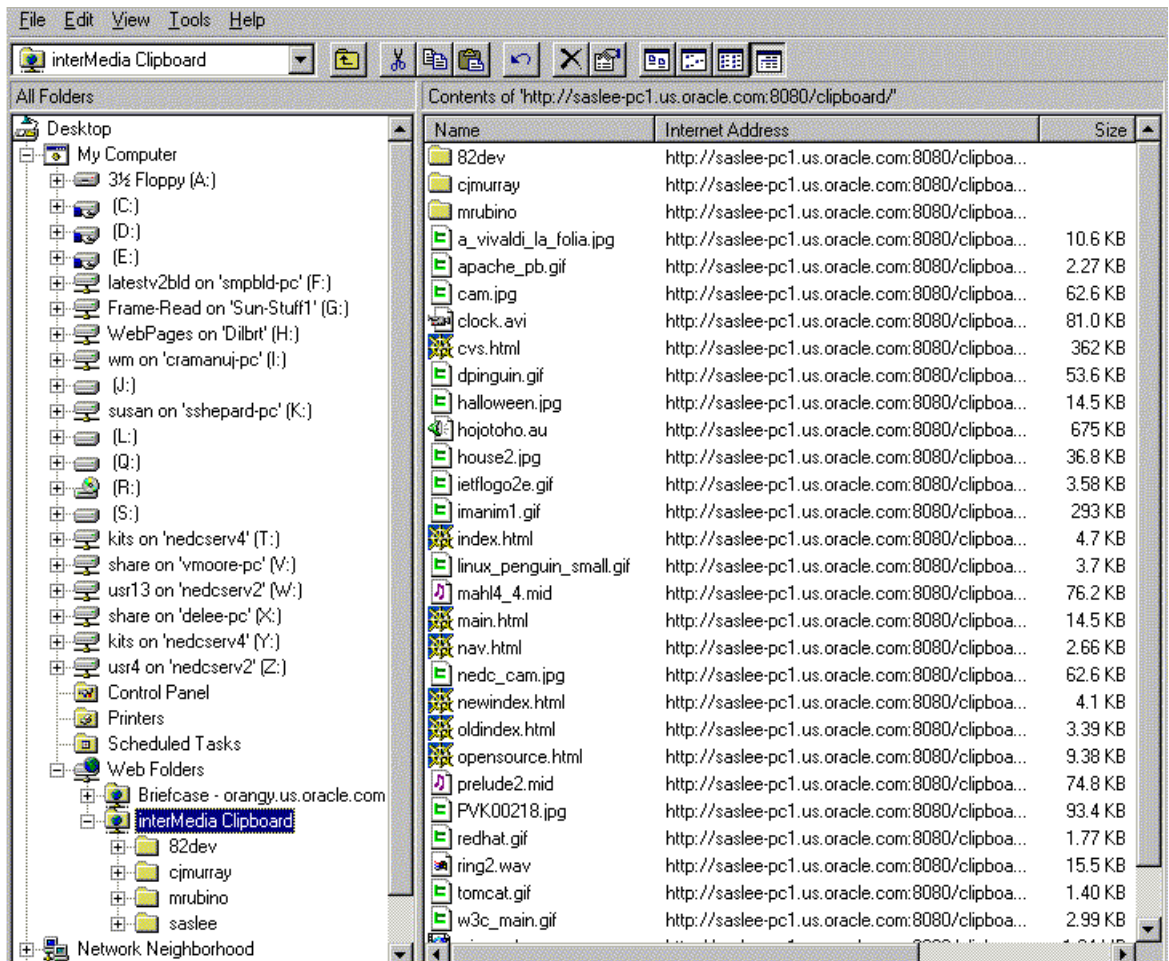 File Edit View Tools Help
interMedia Clipboard
All Folders
Contents of 'http://saslee-pc1.us.oracle.com:8080/clipboard/'
Desktop
My Computer
3½ Floppy (A:)
(C:)
(D:)
(E:)
latestv2bld on 'smpbld-pc' (F:)
Frame-Read on 'Sun-Stuff1' (G:)
WebPages on 'Dilbrt' (H:)
wm on 'cramanuj-pc' (I:)
(J:)
susan on 'sshepard-pc' (K:)
(L:)
(Q:)
(R:)
(S:)
kits on 'nedcserv4' (T:)
share on 'vmoore-pc' (V:)
usr13 on 'nedcserv2' (W:)
share on 'delee-pc' (X:)
kits on 'nedcserv4' (Y:)
usr4 on 'nedcserv2' (Z:)
Control Panel
Printers
Scheduled Tasks
Web Folders
Briefcase - orangy.us.oracle.com
interMedia Clipboard
82dev
cjmurray
mrubino
saslee
Network Neighborhood
Name Internet Address Size
82dev http://saslee-pc1.us.oracle.com:8080/clipboa...
cjmurray http://saslee-pc1.us.oracle.com:8080/clipboa...
mrubino http://saslee-pc1.us.oracle.com:8080/clipboa...
a_vivaldi_la_folia.jpg http://saslee-pc1.us.oracle.com:8080/clipboa... 10.6 KB
apache_pb.gif http://saslee-pc1.us.oracle.com:8080/clipboa... 2.27 KB
cam.jpg http://saslee-pc1.us.oracle.com:8080/clipboa... 62.6 KB
clock.avi http://saslee-pc1.us.oracle.com:8080/clipboa... 81.0 KB
cvs.html http://saslee-pc1.us.oracle.com:8080/clipboa... 362 KB
dpinguin.gif http://saslee-pc1.us.oracle.com:8080/clipboa... 53.6 KB
halloween.jpg http://saslee-pc1.us.oracle.com:8080/clipboa... 14.5 KB
hojotoho.au http://saslee-pc1.us.oracle.com:8080/clipboa... 675 KB
house2.jpg http://saslee-pc1.us.oracle.com:8080/clipboa... 36.8 KB
ietflogo2e.gif http://saslee-pc1.us.oracle.com:8080/clipboa... 3.58 KB
imanim1.gif http://saslee-pc1.us.oracle.com:8080/clipboa... 293 KB
index.html http://saslee-pc1.us.oracle.com:8080/clipboa... 4.7 KB
linux_penguin_small.gif http://saslee-pc1.us.oracle.com:8080/clipboa... 3.7 KB
mahl4_4.mid http://saslee-pc1.us.oracle.com:8080/clipboa... 76.2 KB
main.html http://saslee-pc1.us.oracle.com:8080/clipboa... 14.5 KB
nav.html http://saslee-pc1.us.oracle.com:8080/clipboa... 2.66 KB
nedc_cam.jpg http://saslee-pc1.us.oracle.com:8080/clipboa... 62.6 KB
newindex.html http://saslee-pc1.us.oracle.com:8080/clipboa... 4.1 KB
oldindex.html http://saslee-pc1.us.oracle.com:8080/clipboa... 3.39 KB
opensource.html http://saslee-pc1.us.oracle.com:8080/clipboa... 9.38 KB
prelude2.mid http://saslee-pc1.us.oracle.com:8080/clipboa... 74.8 KB
PVK00218.jpg http://saslee-pc1.us.oracle.com:8080/clipboa... 93.4 KB
redhat.gif http://saslee-pc1.us.oracle.com:8080/clipboa... 1.77 KB
ring2.wav http://saslee-pc1.us.oracle.com:8080/clipboa... 15.5 KB
tomcat.gif http://saslee-pc1.us.oracle.com:8080/clipboa... 1.40 KB
w3c_main.gif http://saslee-pc1.us.oracle.com:8080/clipboa... 2.99 KB